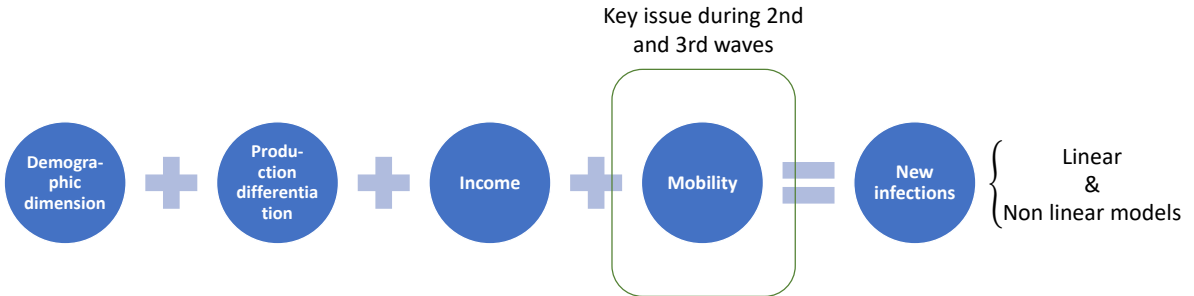 Key issue during 2nd
and 3rd waves
Demogra-
phic
dimension
Produ-
ction
differentia
tion
Income
Mobility
New
infections
Linear
&
Non linear models